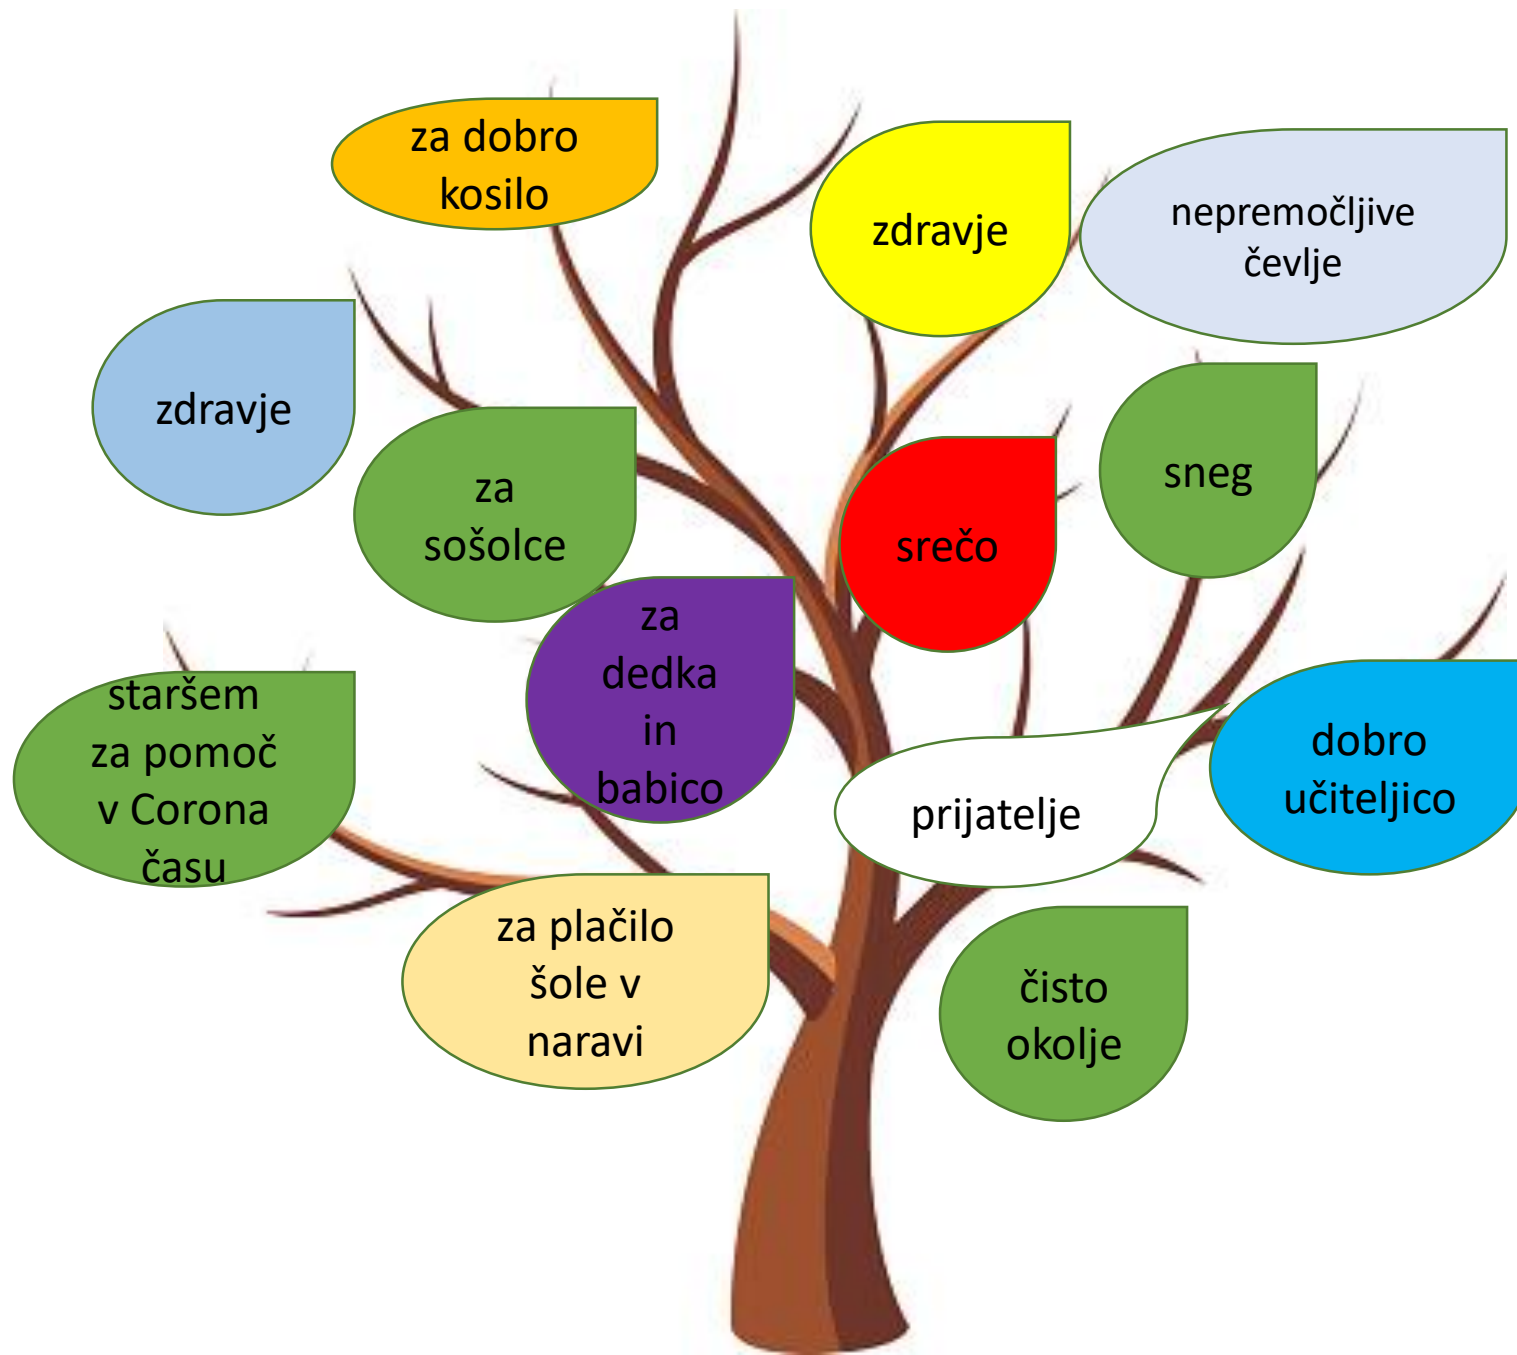 za dobro
kosilo
zdravje
nepremočljive
čevlje
zdravje
za
sošolce
srečo
sneg
za
dedka
in
babico
staršem
za pomoč
v Corona
času
prijatelje
dobro
učiteljico
za plačilo
šole v
naravi
čisto
okolje